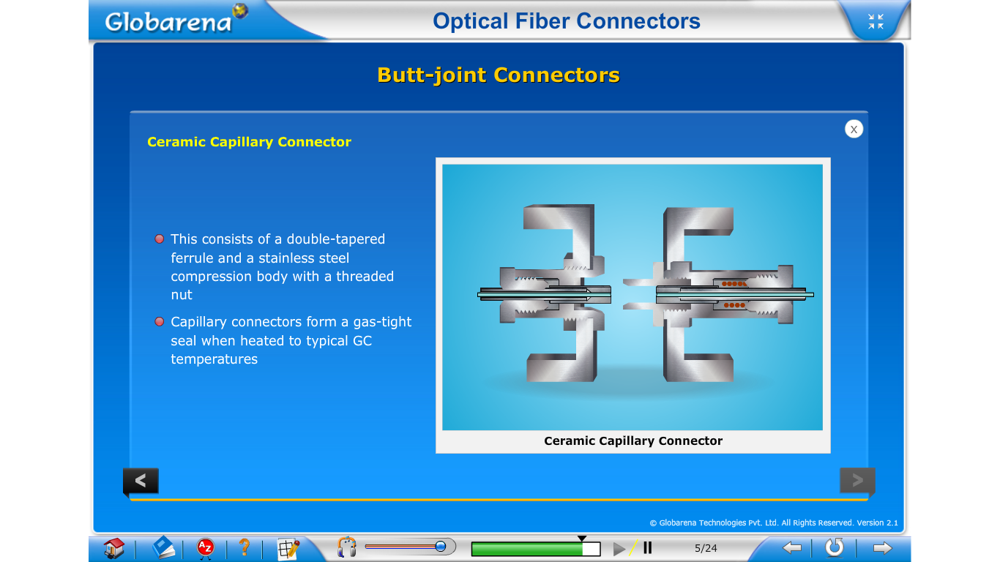 Globarena
Optical Fiber Connectors
Butt-joint Connectors
Ceramic Capillary Connector
X
This consists of a double-tapered
ferrule and a stainless steel
compression body with a threaded
nut
Capillary connectors form a gas-tight
seal when heated to typical GC
temperatures
Ceramic Capillary Connector
<
>
© Globarena Technologies Pvt. Ltd. All Rights Reserved. Version 2.1
AZ
?
5/24